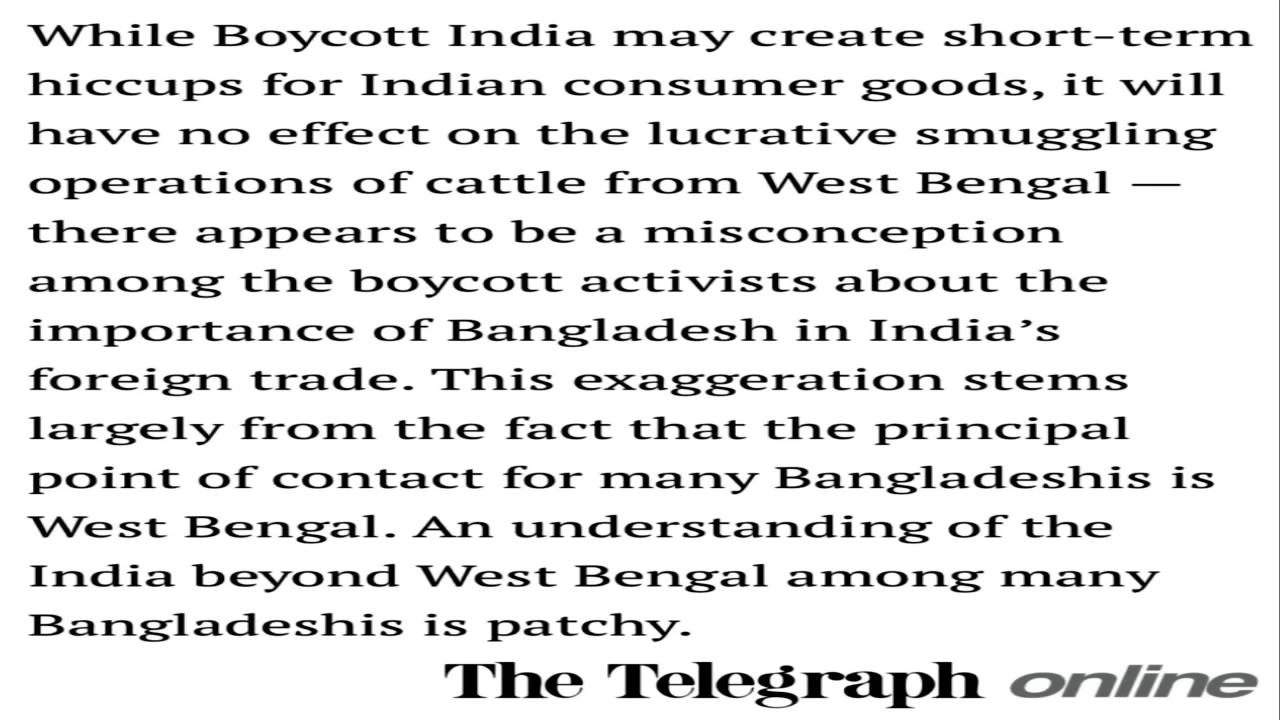 While Boycott India may create short-term
hiccups for Indian consumer goods, it will
have no effect on the lucrative smuggling
operations of cattle from West Bengal —
there appears to be a misconception
among the boycott activists about the
importance of Bangladesh in India’s
foreign trade. This exaggeration stems
largely from the fact that the principal
point of contact for many Bangladeshis is
West Bengal. An understanding of the
India beyond West Bengal among many
Bangladeshis is patchy.
The Telegraph online